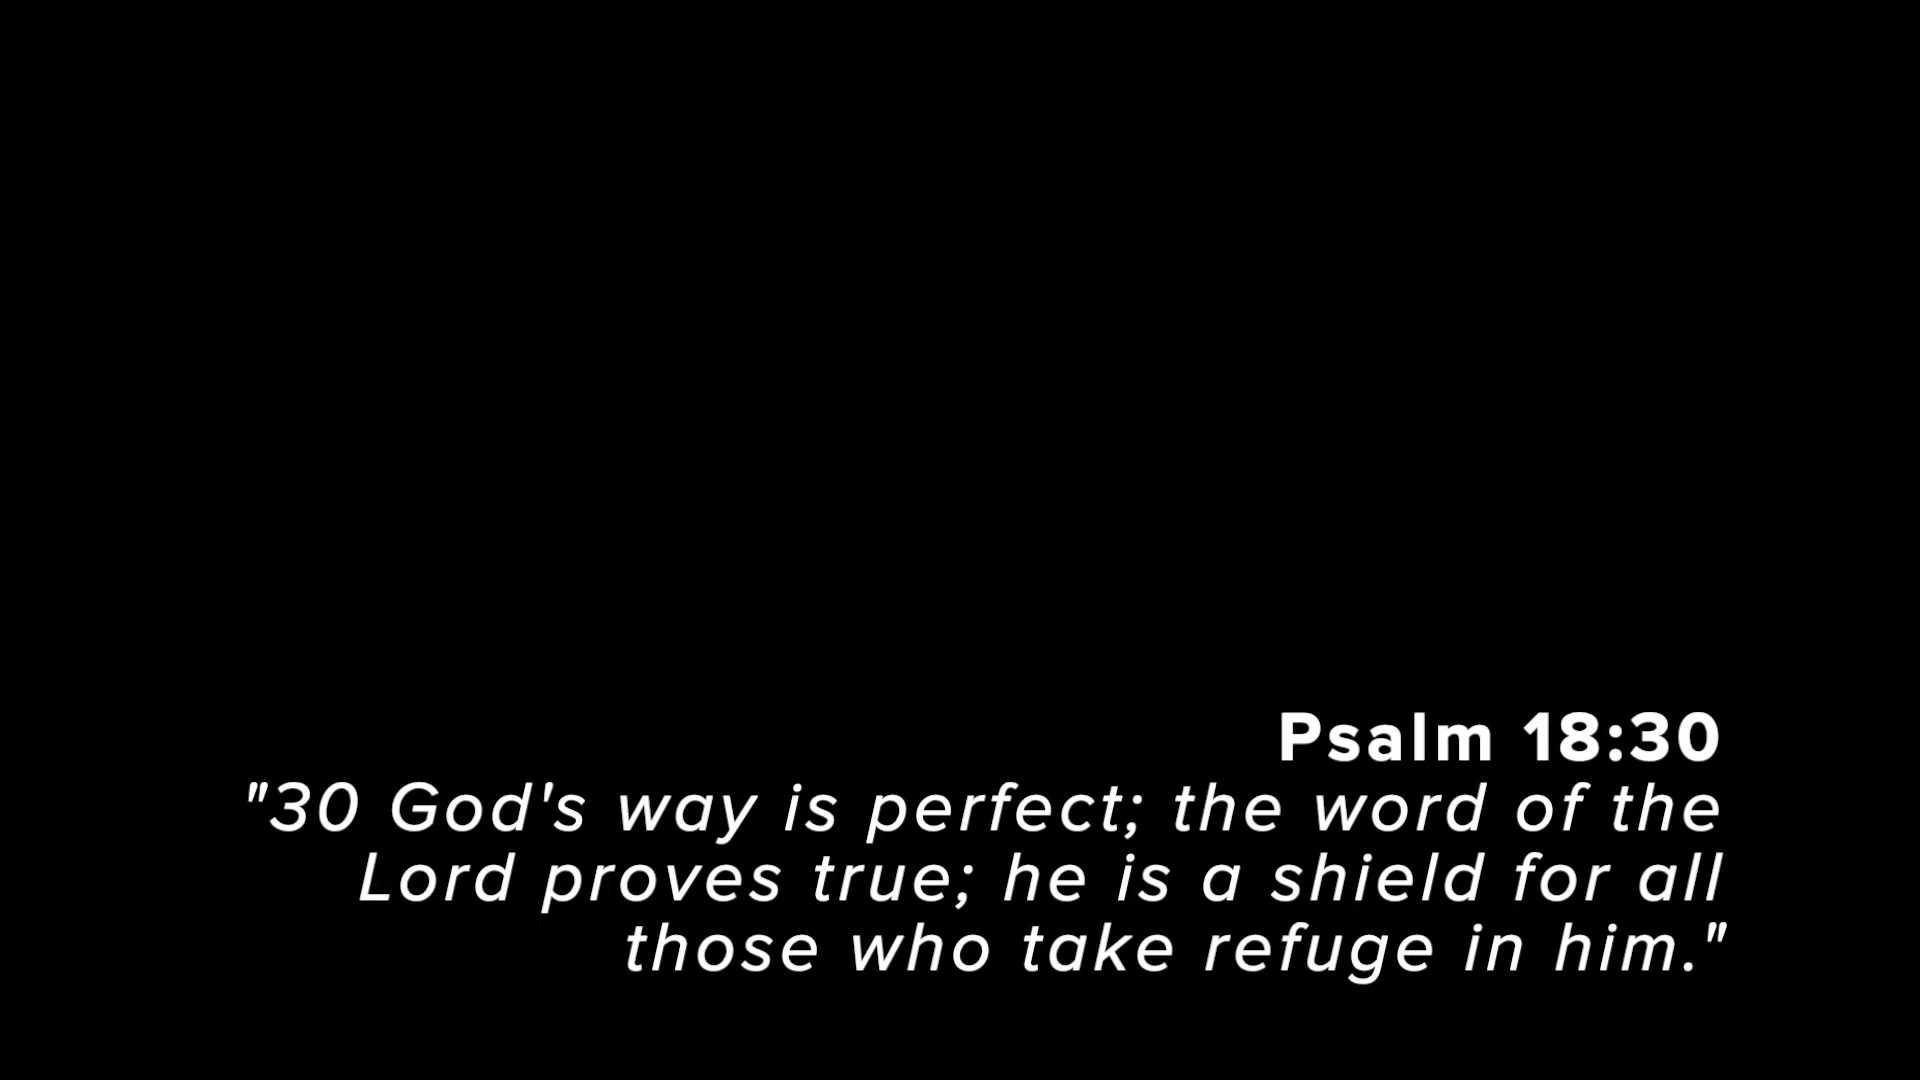 Psalm 18:30
"30 God's way is perfect; the word of the
Lord proves true; he is a shield for all
those who take refuge in him."